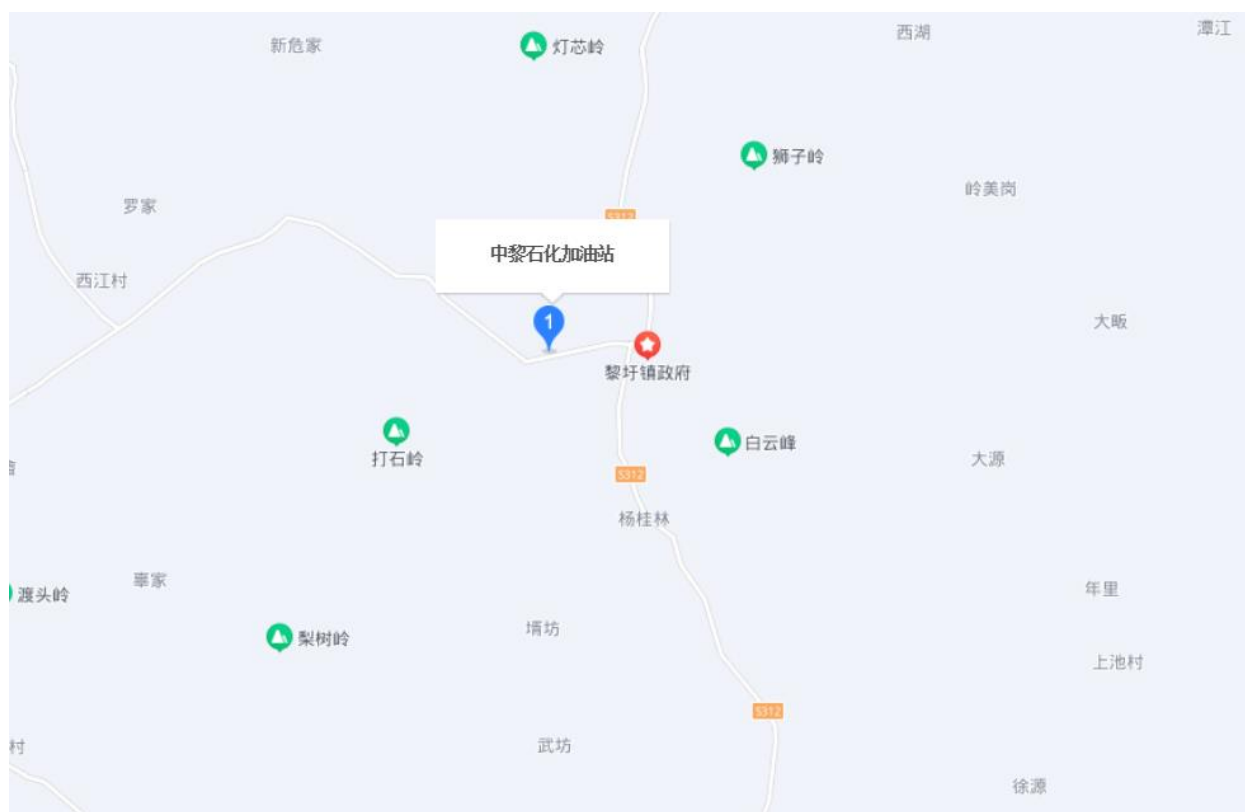 新危家
灯芯岭
西湖
潭江
狮子岭
岭美岗
罗家
S312
中黎石化加油站
西江村
1
大畈
黎圩镇政府
打石岭
白云峰
大源
S312
杨桂林
辜家
渡头岭
年里
梨树岭
壻坊
上池村
S312
武坊
村
徐源